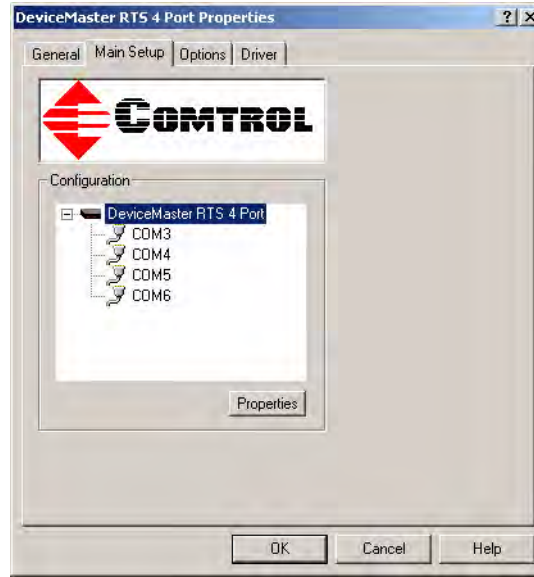 DeviceMaster RTS 4 Port Properties
General Main Setup Options Driver
COMTROL
Configuration
DeviceMaster RTS 4 Port
COM3
COM4
COM5
COM6
Properties
OK Cancel Help